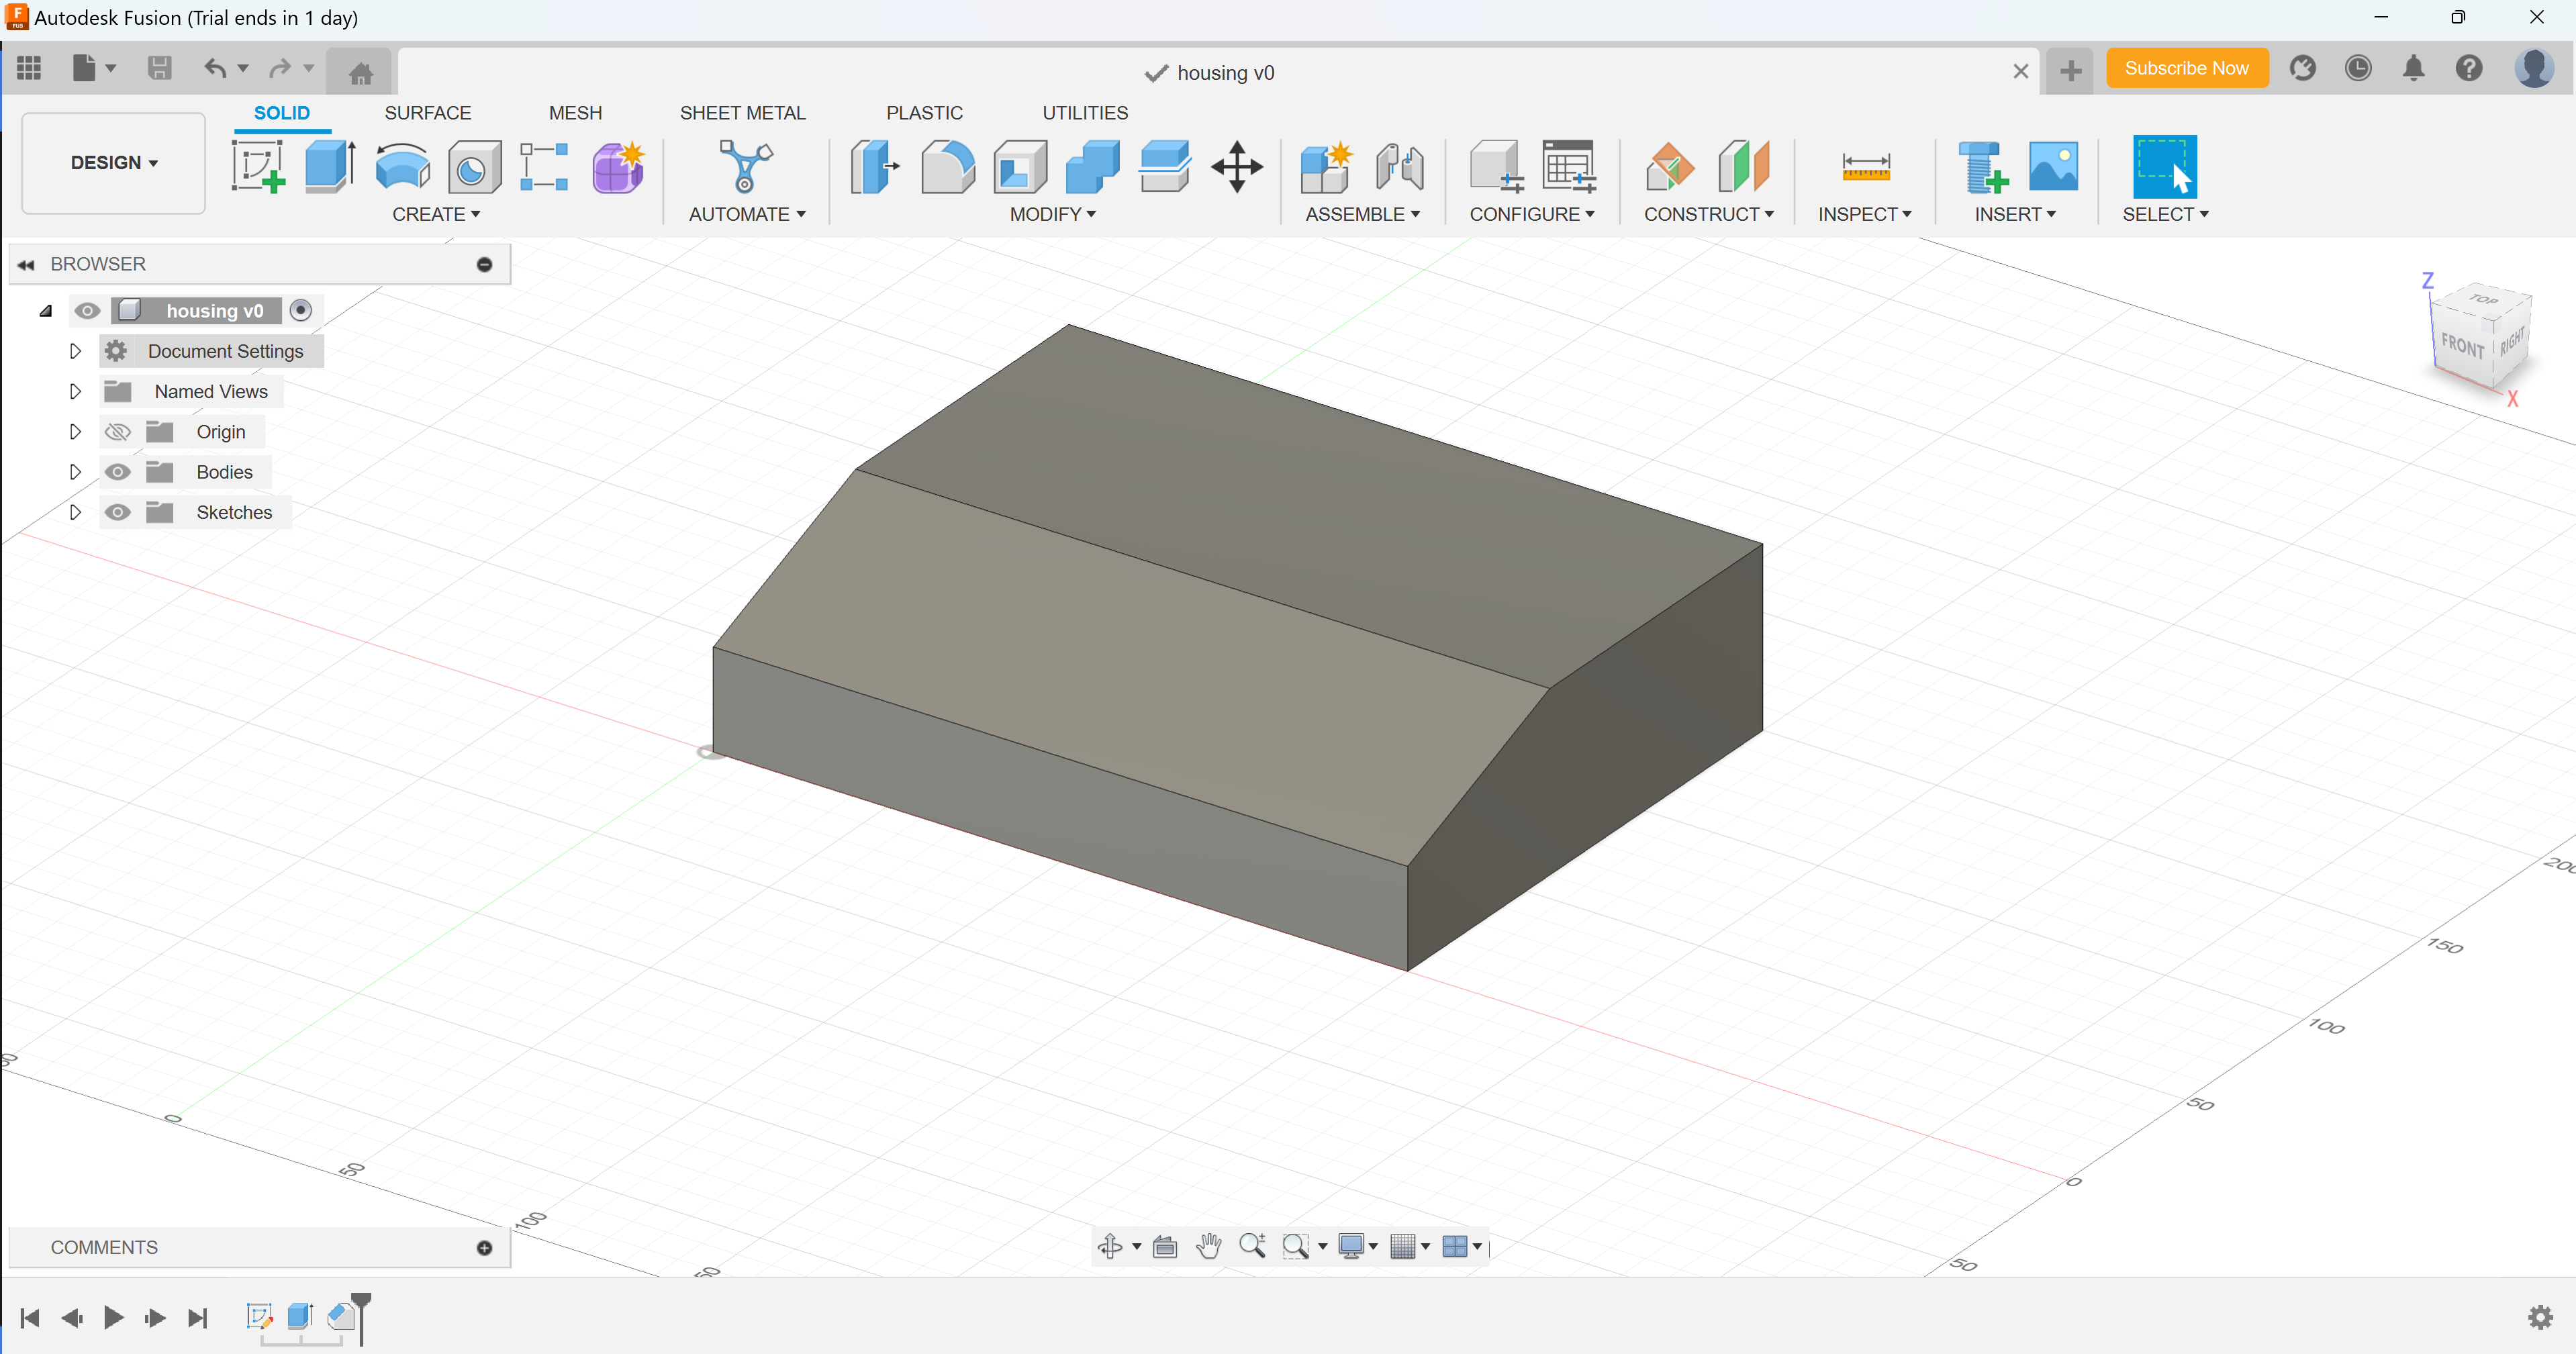 Autodesk Fusion (Trial ends in 1 day)
housing v0
Subscribe Now
SOLID SURFACE MESH SHEET METAL PLASTIC UTILITIES
DESIGN
CREATE AUTOMATE MODIFY ASSEMBLE CONFIGURE CONSTRUCT INSPECT INSERT SELECT
BROWSER
housing v0
Document Settings
Named Views
Origin
Bodies
Sketches
Z
TOP
FRONT RIGHT
X
200
150
100
50
0
50
0
50
100
50
COMMENTS